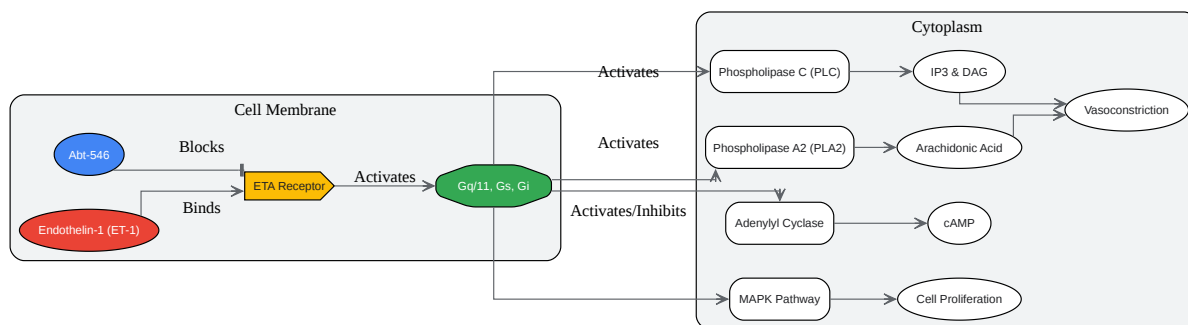 Cell Membrane
Abt-546
Blocks
Endothelin-1 (ET-1)
Binds
ETA Receptor
Activates
Gq/11, Gs, Gi
Activates
Activates
Activates/Inhibits
Cytoplasm
Phospholipase C (PLC)
IP3 & DAG
Vasoconstriction
Phospholipase A2 (PLA2)
Arachidonic Acid
Adenylyl Cyclase
cAMP
MAPK Pathway
Cell Proliferation